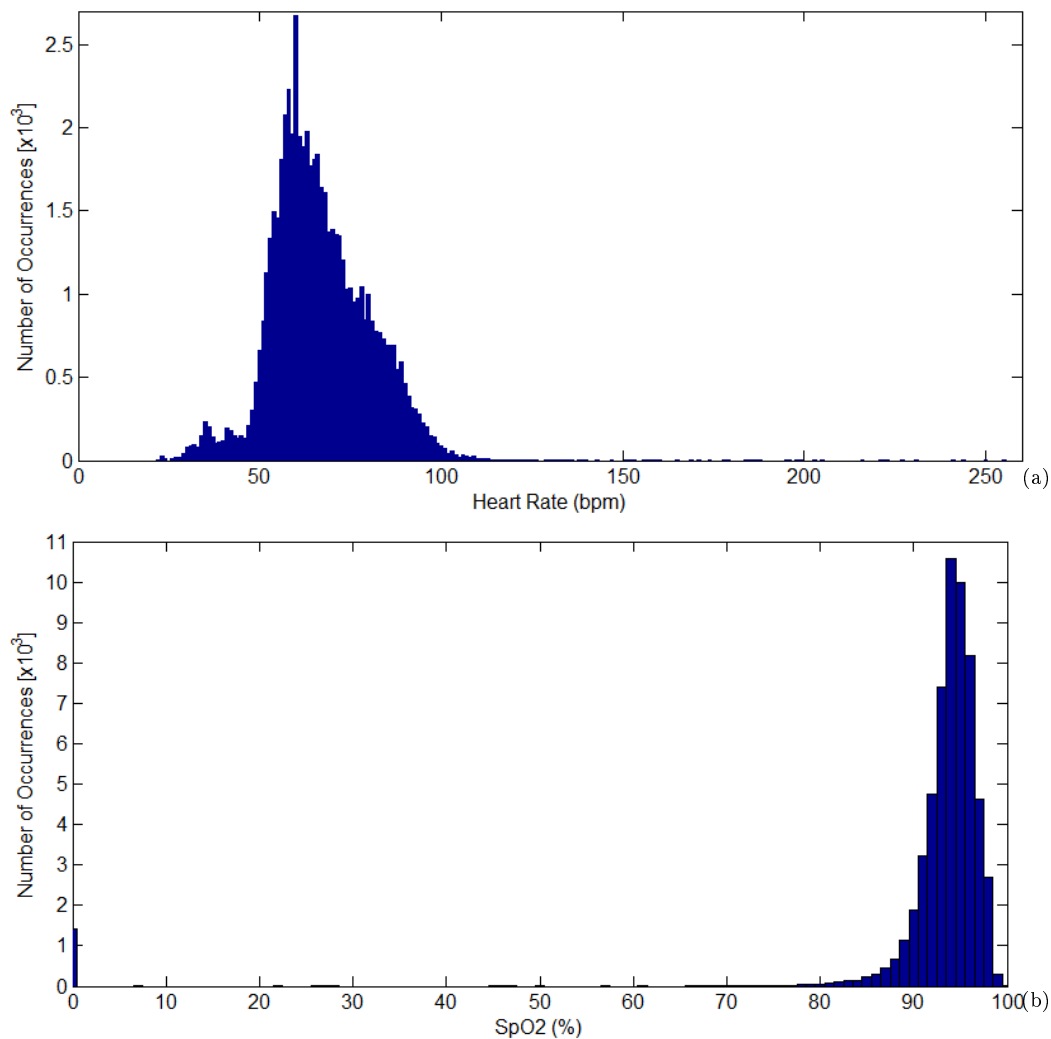 Number of Occurrences [x10³]
2.5
2
1.5
1
0.5
0
0 50 100 150 200 250
Heart Rate (bpm)
(a)
Number of Occurrences [x10³]
11
10
9
8
7
6
5
4
3
2
1
0
0 10 20 30 40 50 60 70 80 90 100
SpO2 (%)
(b)